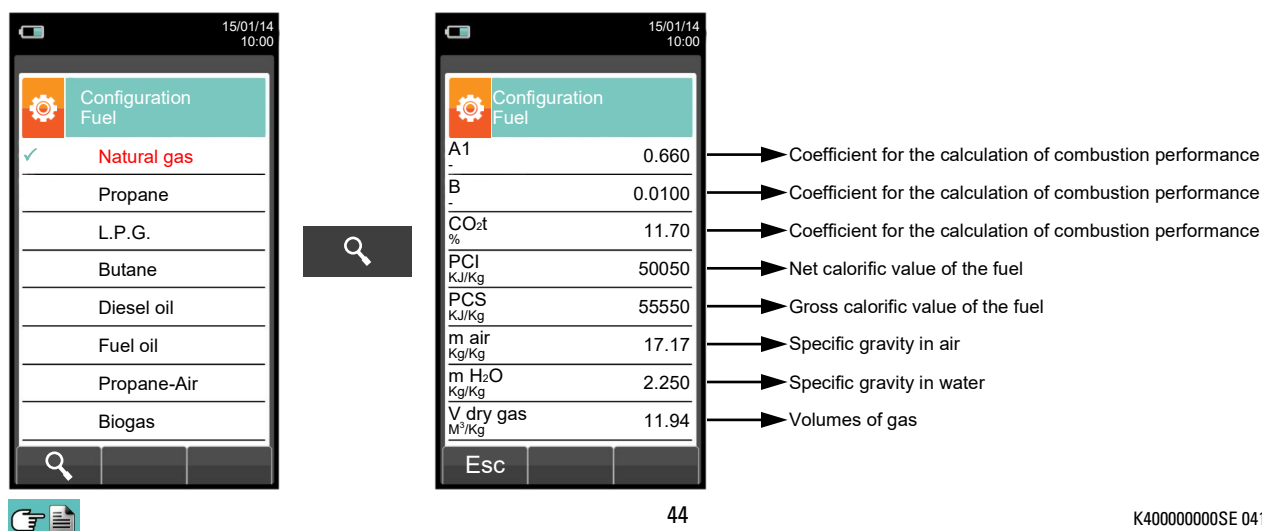 15/01/14
10:00
Configuration
Fuel
Natural gas
Propane
L.P.G.
Butane
Diesel oil
Fuel oil
Propane-Air
Biogas
15/01/14
10:00
Configuration
Fuel
A1
-
0.660
Coefficient for the calculation of combustion performance
B
-
0.0100
Coefficient for the calculation of combustion performance
CO₂t
%
11.70
Coefficient for the calculation of combustion performance
PCI
KJ/Kg
50050
Net calorific value of the fuel
PCS
KJ/Kg
55550
Gross calorific value of the fuel
m air
Kg/Kg
17.17
Specific gravity in air
m H₂O
Kg/Kg
2.250
Specific gravity in water
V dry gas
M³/Kg
11.94
Volumes of gas
Esc
44
K400000000SE 041